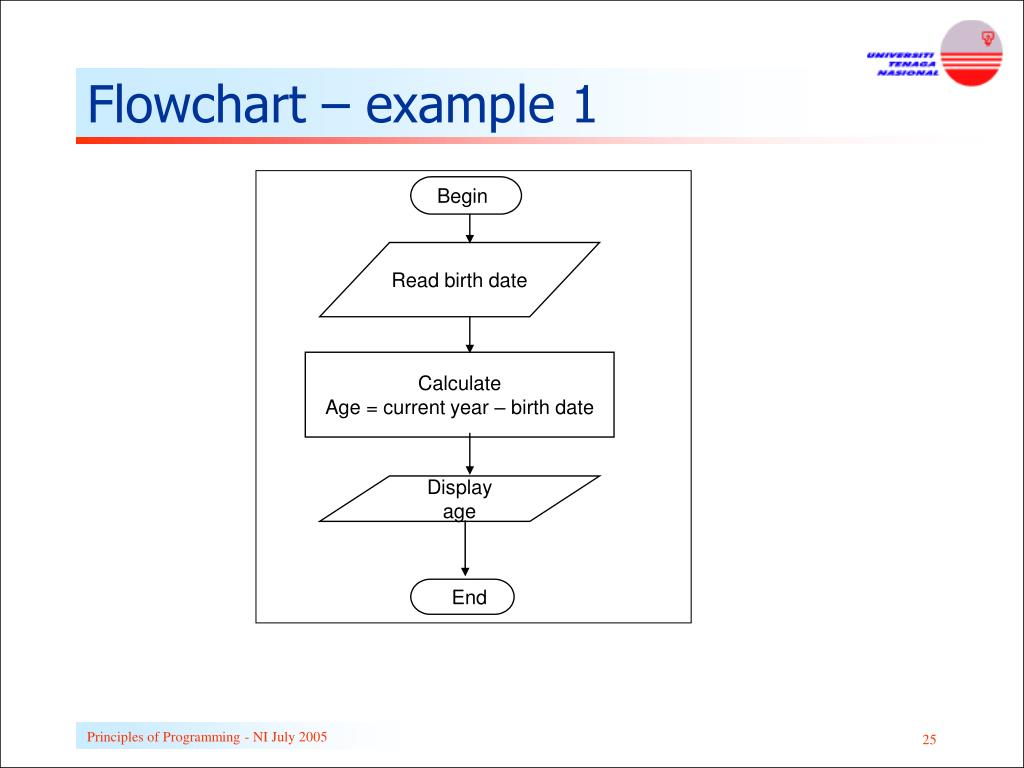 UNIVERSITI
TENAGA
NASIONAL
Flowchart – example 1
Begin
Read birth date
Calculate
Age = current year – birth date
Display
age
End
Principles of Programming - NI July 2005
25